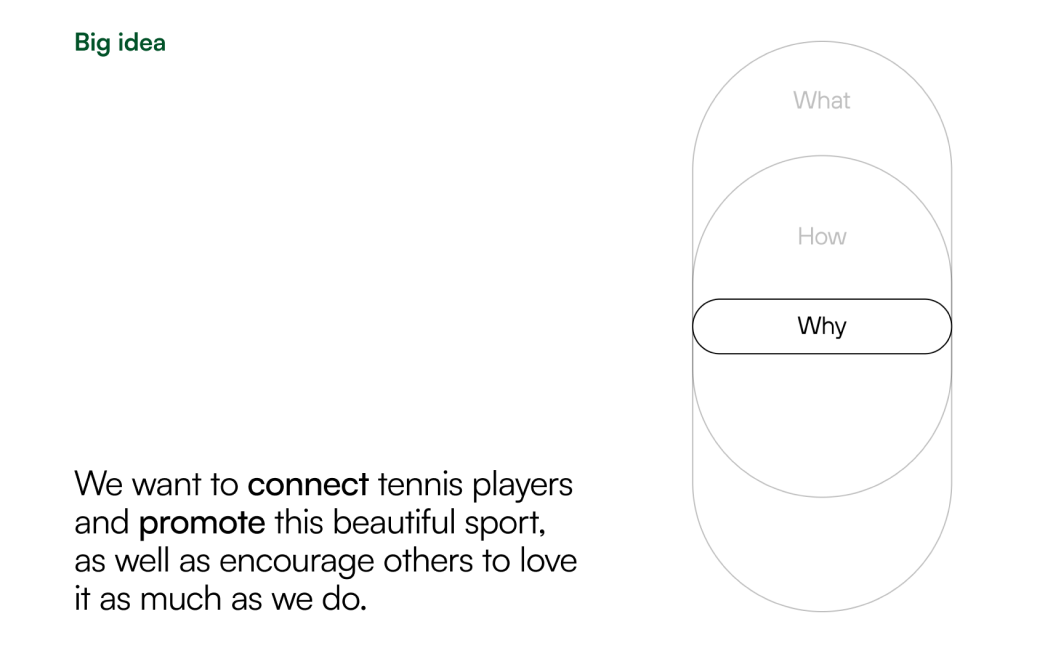 Big idea
What
How
Why
We want to connect tennis players
and promote this beautiful sport,
as well as encourage others to love
it as much as we do.